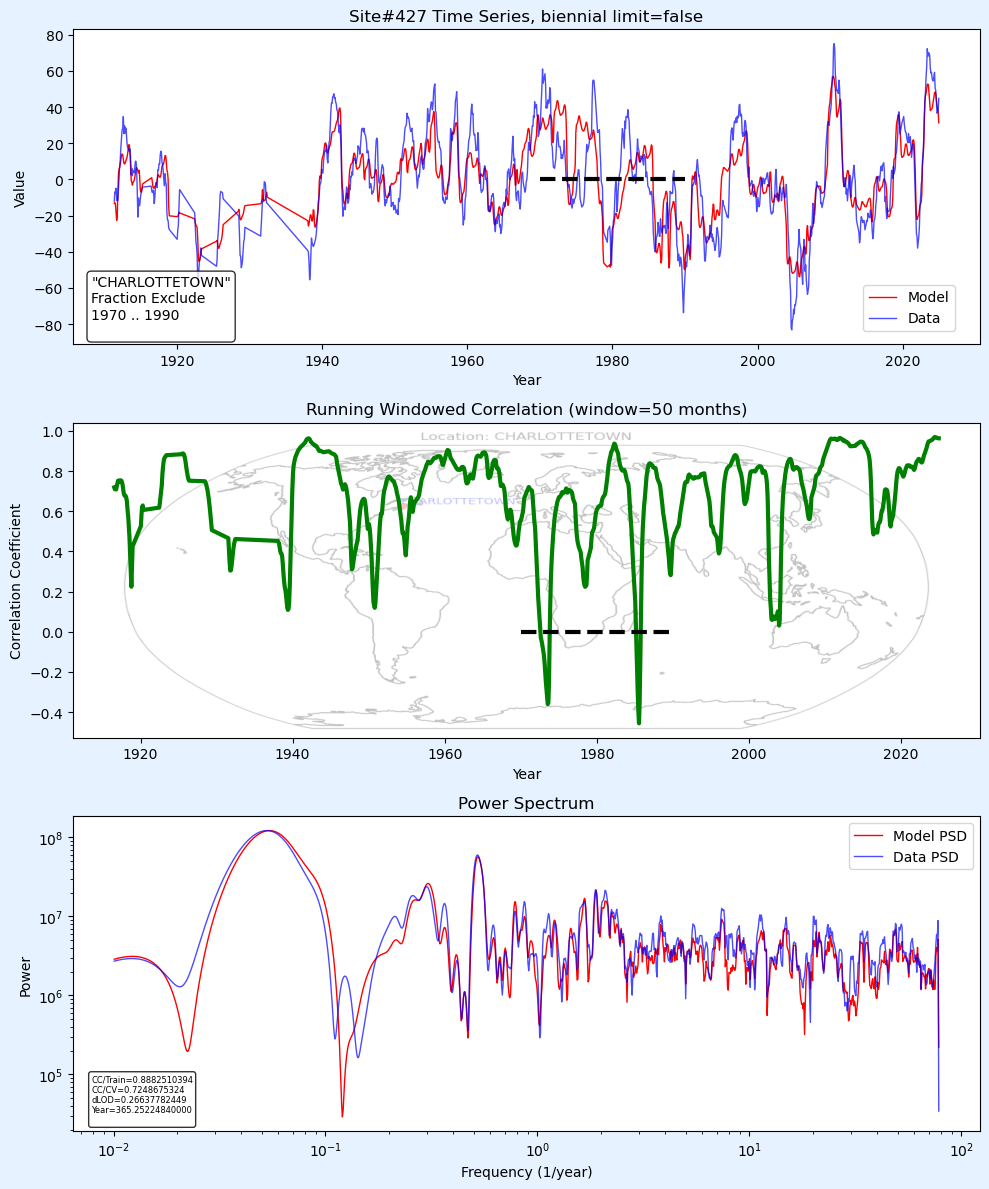 Site#427 Time Series, biennial limit=false
80
60
40
20
0
−20
−40
−60
−80
Value
"CHARLOTTETOWN"
Fraction Exclude
1970 .. 1990
Model
Data
1920
1940
1960
1980
2000
2020
Year
Running Windowed Correlation (window=50 months)
Location: CHARLOTTETOWN
CHARLOTTETOWN
1.0
0.8
0.6
0.4
0.2
0.0
−0.2
−0.4
Correlation Coefficient
1920
1940
1960
1980
2000
2020
Year
Power Spectrum
Model PSD
Data PSD
10⁸
10⁷
10⁶
10⁵
Power
CC/Train=0.8882510394
CC/CV=0.7248675324
dLOD=0.26637782449
Year=365.25224840000
10⁻²
10⁻¹
10⁰
10¹
10²
Frequency (1/year)